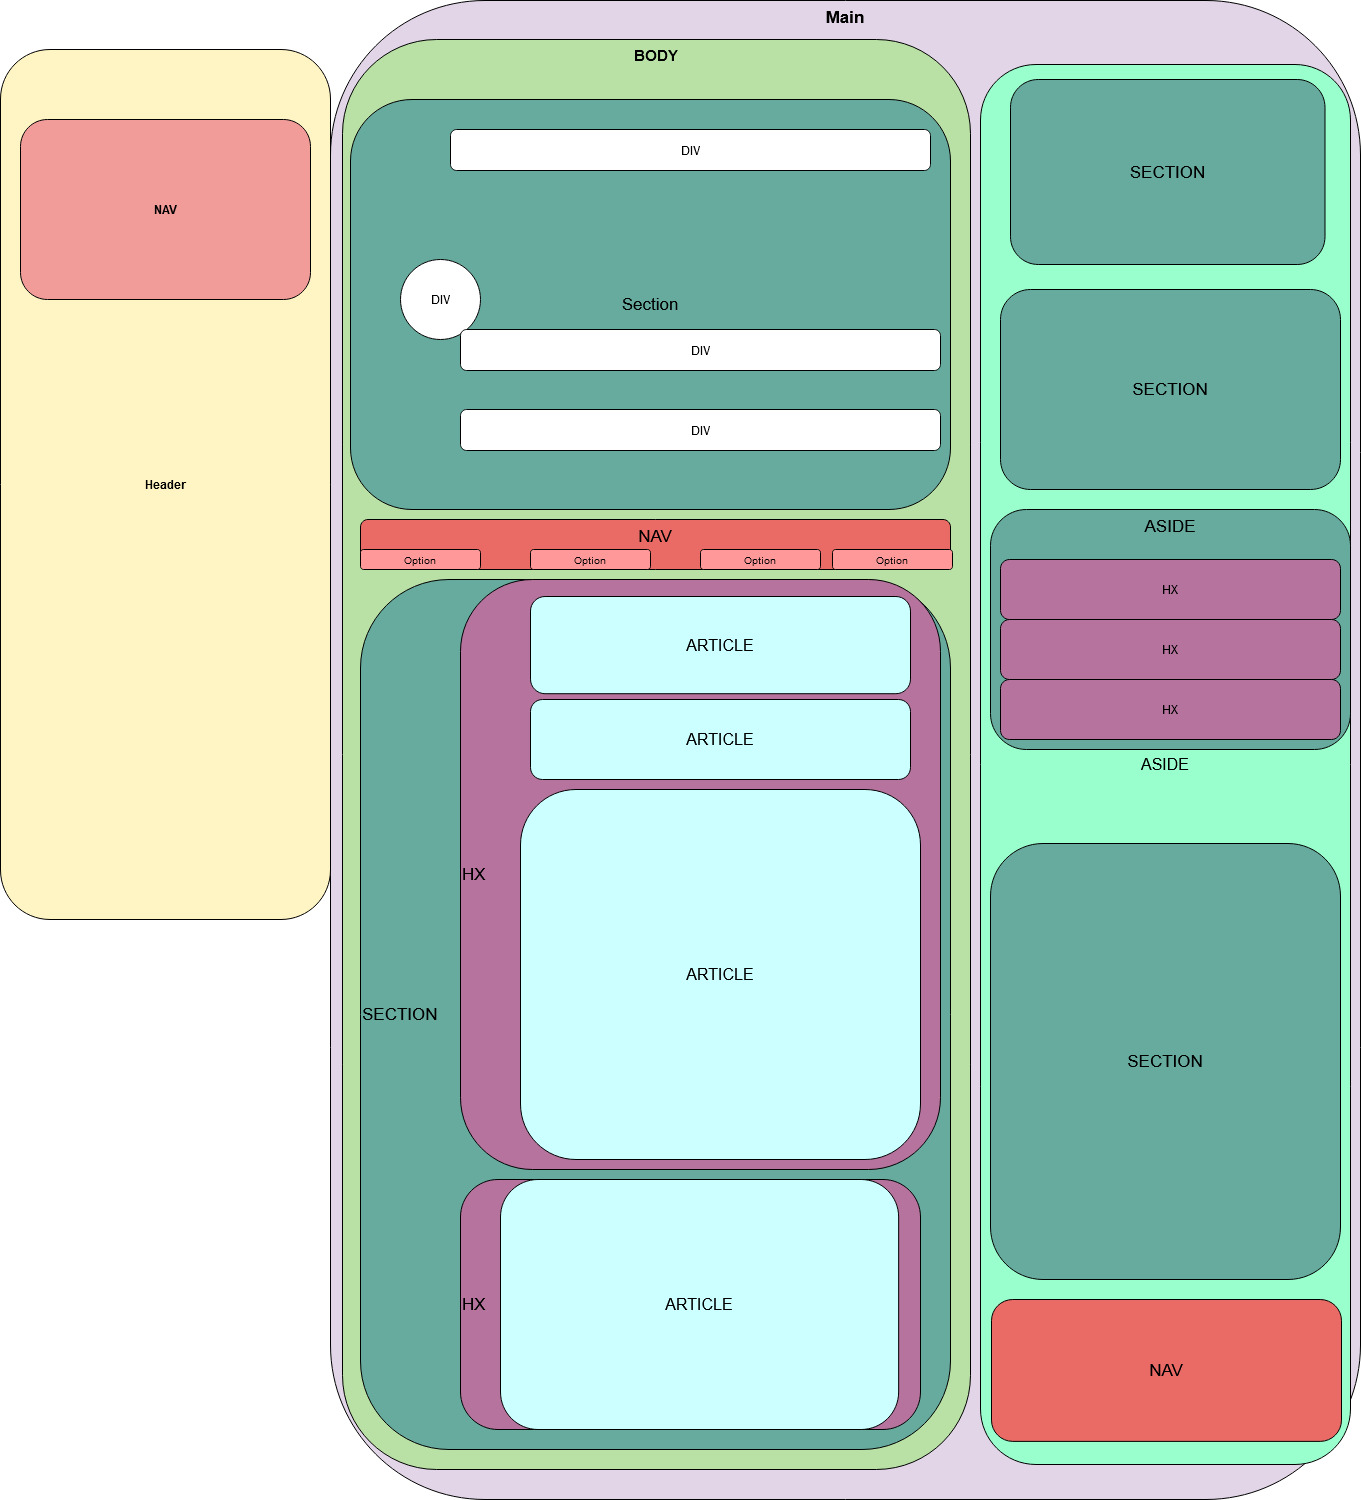 Main
BODY
NAV
Header
DIV
DIV
Section
DIV
DIV
NAV
Option
Option
Option
Option
ARTICLE
ARTICLE
HX
ARTICLE
SECTION
HX
ARTICLE
SECTION
SECTION
ASIDE
HX
HX
HX
ASIDE
SECTION
NAV